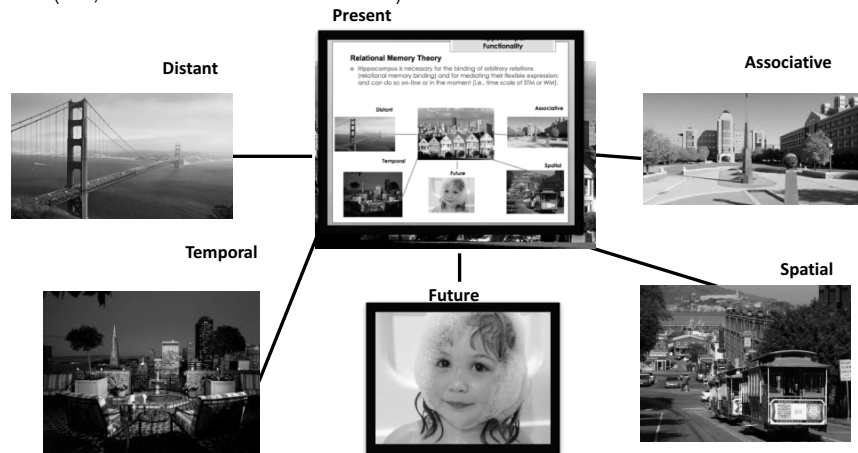 Present
Functionality
Relational Memory Theory
Hippocampus is necessary for the binding of arbitrary relations
(relational memory binding) and for mediating their flexible expression;
and can do so on-line or in the moment (i.e., time scale of STM or WM).
Distant
Associative
Distant
Associative
Temporal
Future
Spatial
Temporal
Future
Spatial